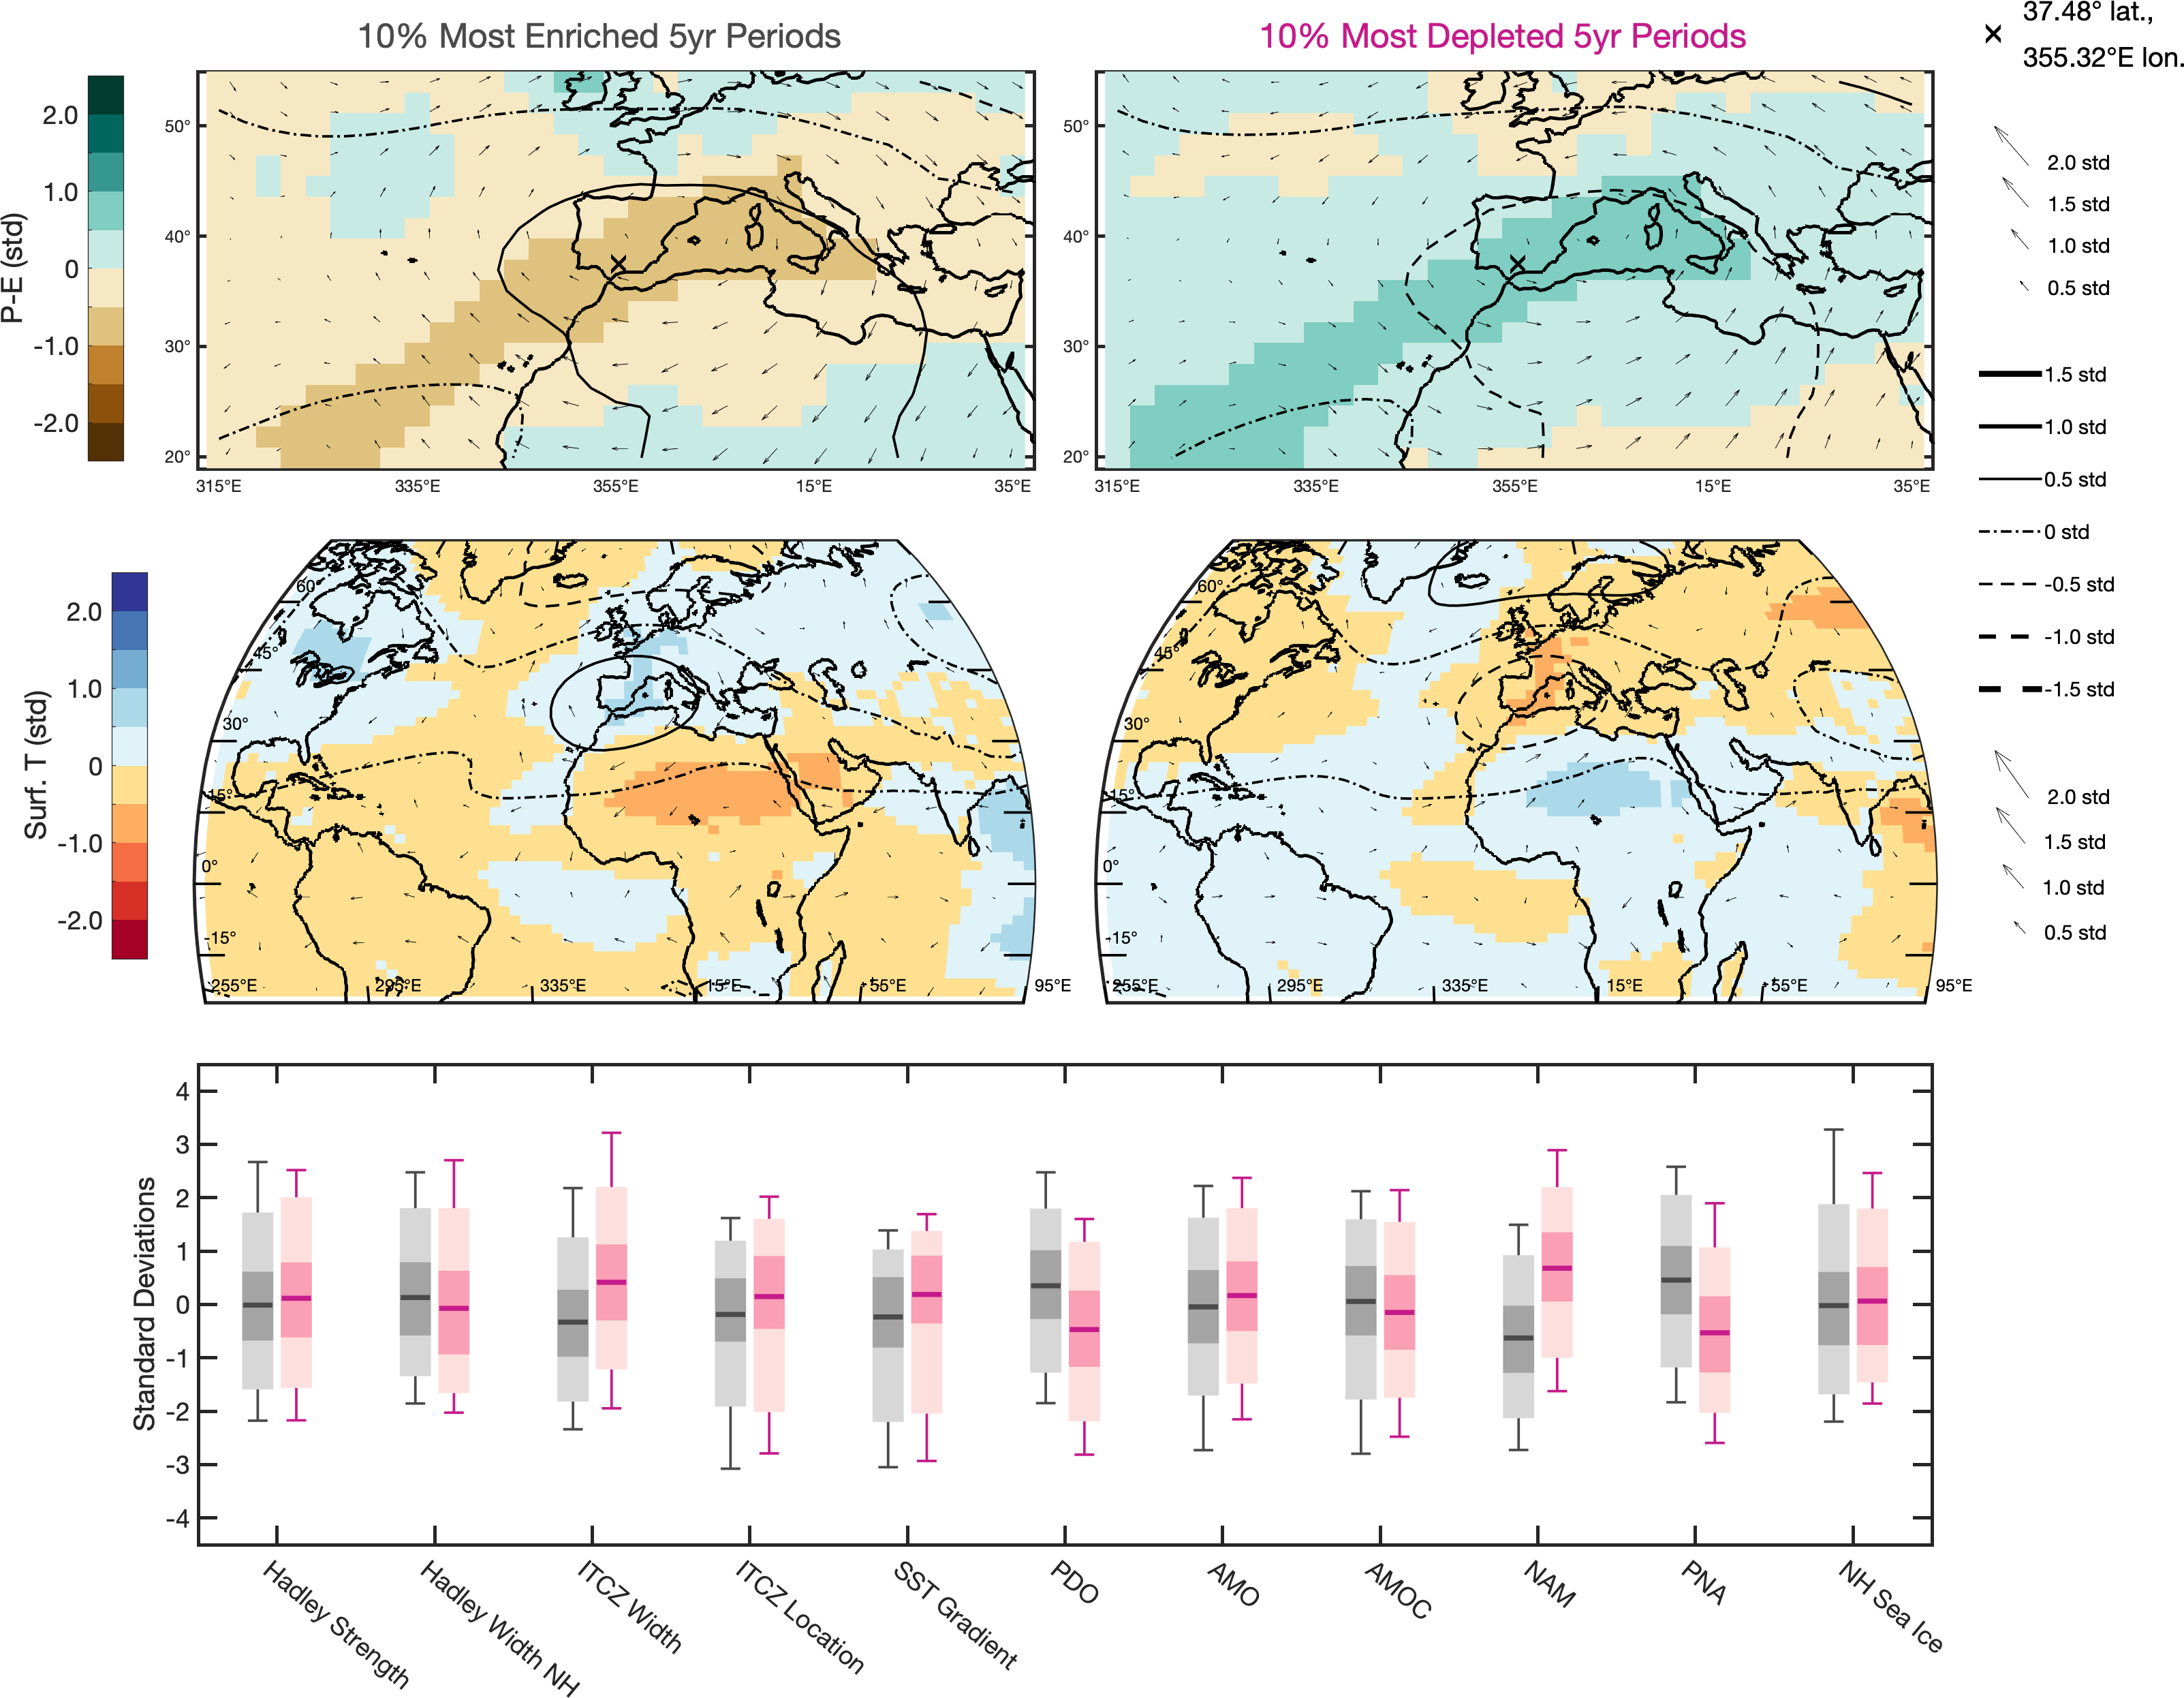 10% Most Enriched 5yr Periods
10% Most Depleted 5yr Periods
37.48° lat.,
355.32°E lon.
P-E (std)
2.0
1.0
0
-1.0
-2.0
50°
40°
30°
20°
315°E 335°E 355°E 15°E 35°E
50°
40°
30°
20°
315°E 335°E 355°E 15°E 35°E
2.0 std
1.5 std
1.0 std
0.5 std
1.5 std
1.0 std
0.5 std
0 std
-0.5 std
-1.0 std
-1.5 std
Surf. T (std)
2.0
1.0
0
-1.0
-2.0
60°
45°
30°
15°
0°
-15°
255°E 295°E 335°E 15°E 55°E 95°E
60°
45°
30°
15°
0°
-15°
255°E 295°E 335°E 15°E 55°E 95°E
2.0 std
1.5 std
1.0 std
0.5 std
Standard Deviations
4
3
2
1
0
-1
-2
-3
-4
Hadley Strength
Hadley Width NH
ITCZ Width
ITCZ Location
SST Gradient
PDO
AMO
AMOC
NAM
PNA
NH Sea Ice